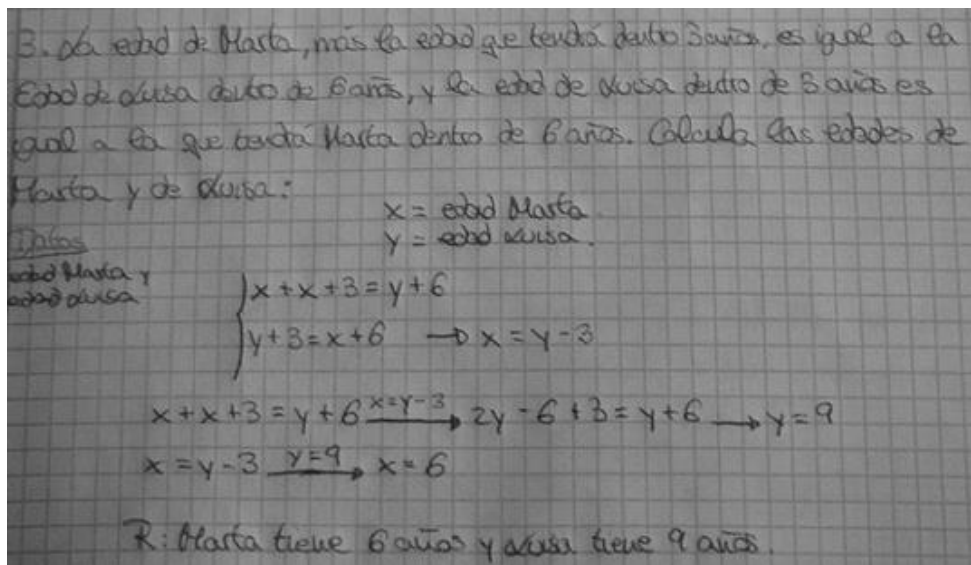 3. La edad de Marta, más la edad que tendrá dentro 3 años, es igual a la
Edad de Luisa dentro de 6 años, y la edad de Luisa dentro de 3 años es
igual a la que tendrá Marta dentro de 6 años. Calcula las edades de
Marta y de Luisa:
x = edad Marta.
y = edad Luisa.
Datos
edad Marta y
edad Luisa
x + x + 3 = y + 6
y + 3 = x + 6 → x = y - 3
x + x + 3 = y + 6 x=y-3 → 2y - 6 + 3 = y + 6 → y = 9
x = y - 3 y=9 → x = 6
R: Marta tiene 6 años y Luisa tiene 9 años.